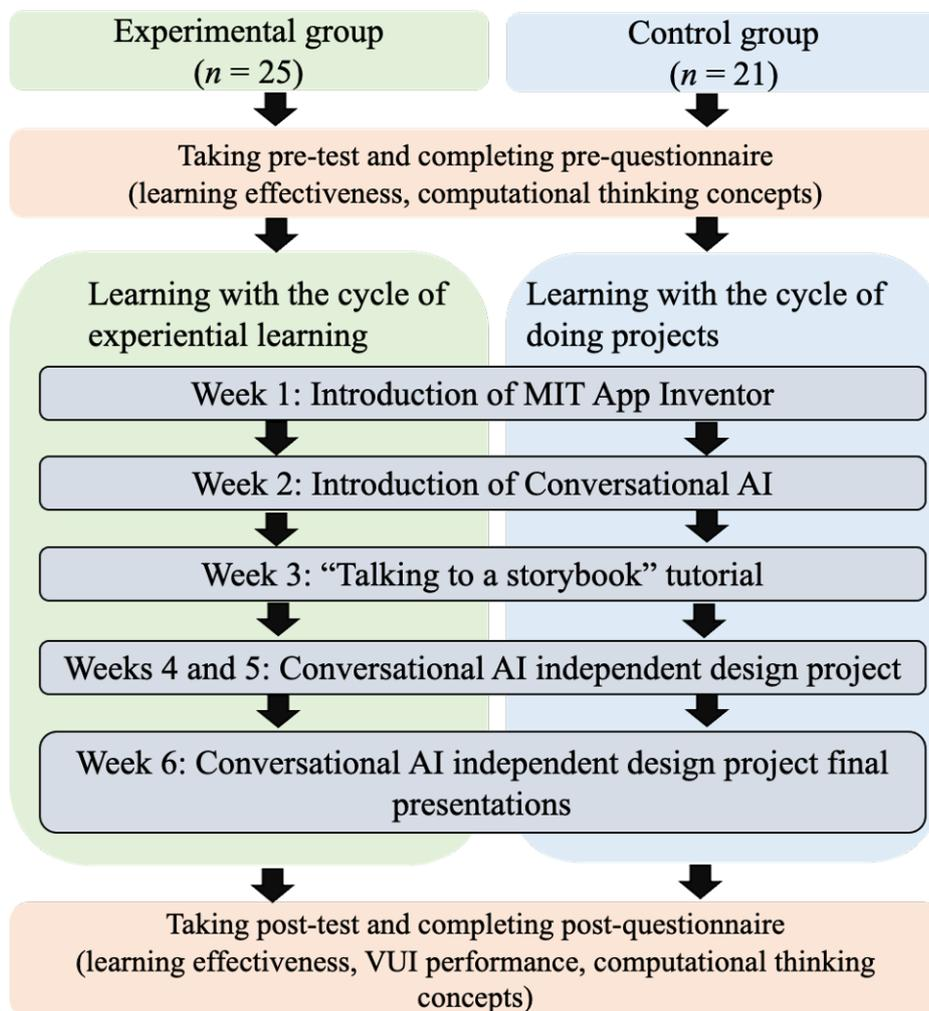 Experimental group
(n = 25)
Control group
(n = 21)
Taking pre-test and completing pre-questionnaire
(learning effectiveness, computational thinking concepts)
Learning with the cycle of
experiential learning
Learning with the cycle of
doing projects
Week 1: Introduction of MIT App Inventor
Week 2: Introduction of Conversational AI
Week 3: “Talking to a storybook” tutorial
Weeks 4 and 5: Conversational AI independent design project
Week 6: Conversational AI independent design project final
presentations
Taking post-test and completing post-questionnaire
(learning effectiveness, VUI performance, computational thinking
concepts)